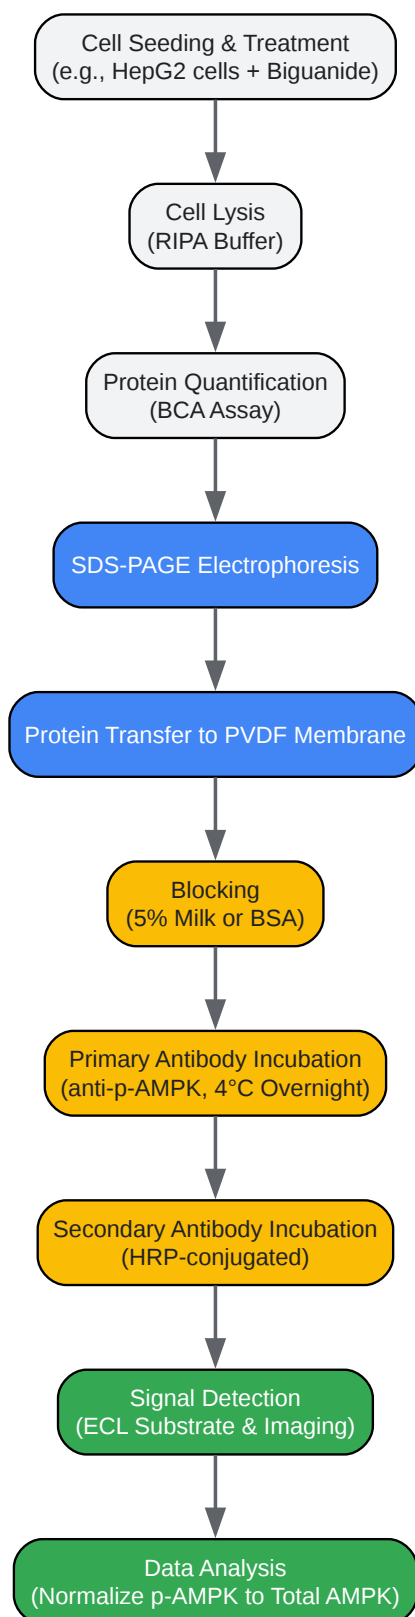 Cell Seeding & Treatment
(e.g., HepG2 cells + Biguanide)
Cell Lysis
(RIPA Buffer)
Protein Quantification
(BCA Assay)
SDS-PAGE Electrophoresis
Protein Transfer to PVDF Membrane
Blocking
(5% Milk or BSA)
Primary Antibody Incubation
(anti-p-AMPK, 4°C Overnight)
Secondary Antibody Incubation
(HRP-conjugated)
Signal Detection
(ECL Substrate & Imaging)
Data Analysis
(Normalize p-AMPK to Total AMPK)